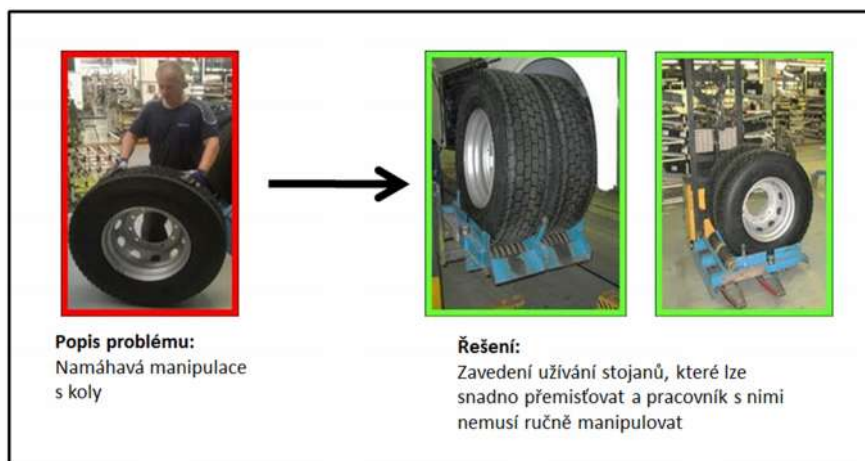 Popis problému:
Namáhavá manipulace
s koly
Řešení:
Zavedení užívání stojanů, které lze
snadno přemisťovat a pracovník s nimi
nemusí ručně manipulovat